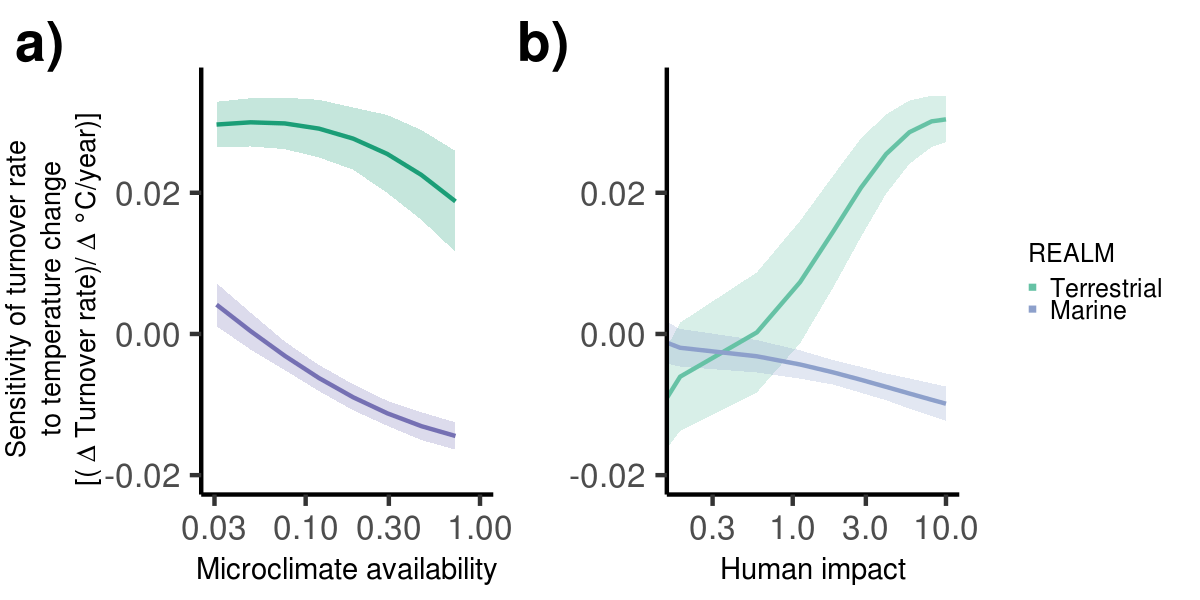 a)
b)
Sensitivity of turnover rate
to temperature change
[(Δ Turnover rate)/ Δ °C/year)]
0.02
0.00
-0.02
0.03 0.10 0.30 1.00
Microclimate availability
0.02
0.00
-0.02
0.3 1.0 3.0 10.0
Human impact
REALM
Terrestrial
Marine